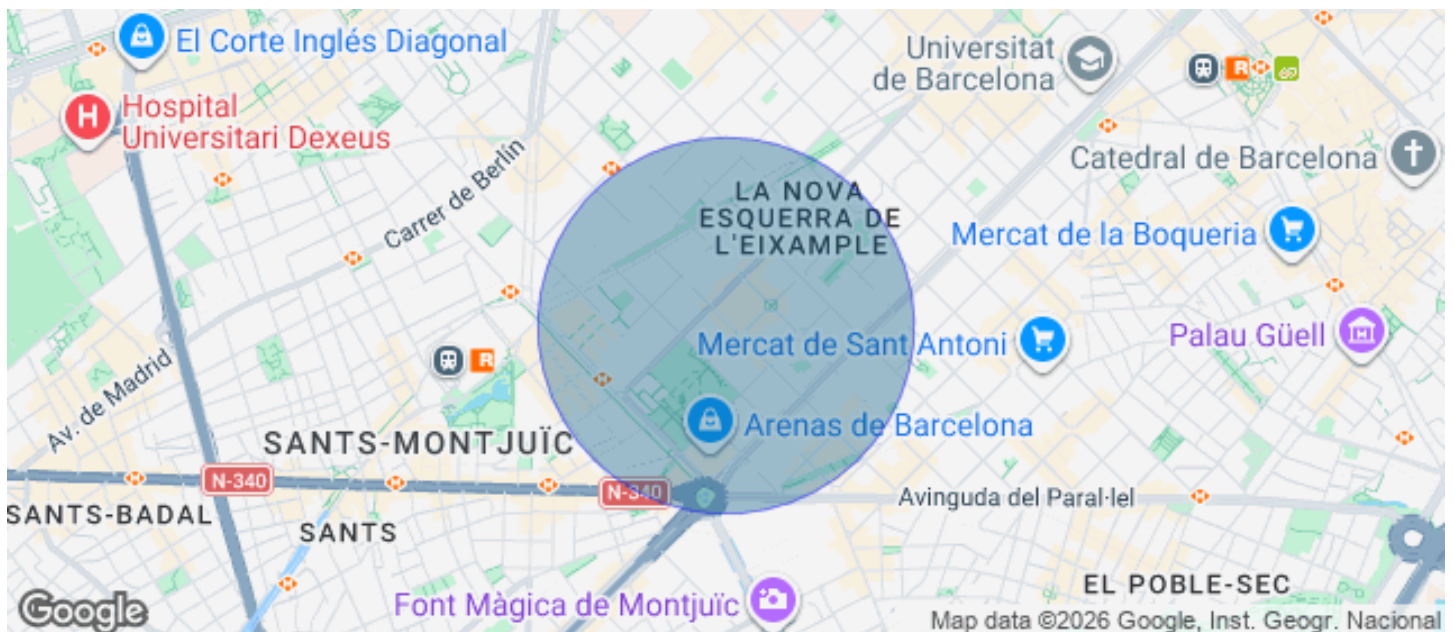 El Corte Inglés Diagonal
Universitat
de Barcelona
R
H
Hospital
Universitari Dexeus
Catedral de Barcelona
Carrer de Berlín
LA NOVA
ESQUERRA DE
L'EIXAMPLE
Mercat de la Boqueria
Mercat de Sant Antoni
Palau Güell
R
Av. de Madrid
Arenas de Barcelona
SANTS-MONTJUÏC
N-340
N-340
Avinguda del Paral·lel
SANTS-BADAL
SANTS
EL POBLE-SEC
Font Màgica de Montjuïc
Google
Map data ©2026 Google, Inst. Geogr. Nacional